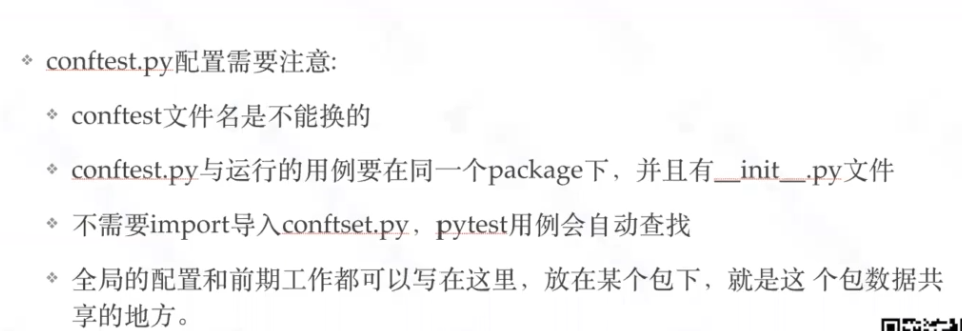 conftest.py配置需要注意:
conftest文件名是不能换的
conftest.py与运行的用例要在同一个package下，并且有__init__.py文件
不需要import导入conftset.py，pytest用例会自动查找
全局的配置和前期工作都可以写在这里，放在某个包下，就是这 个包数据共
享的地方。